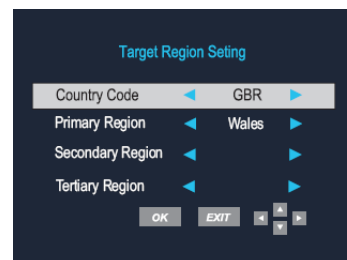 Target Region Seting
Country Code GBR
Primary Region Wales
Secondary Region
Tertiary Region
OK EXIT